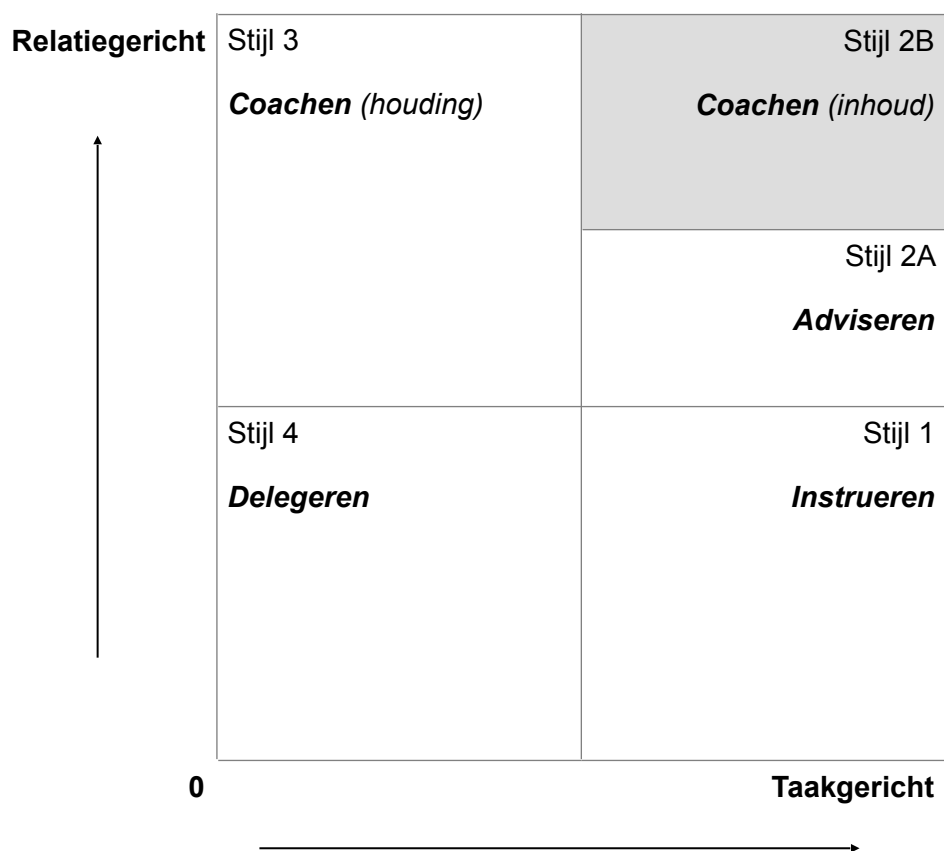 Relatiegericht
Stijl 3
Coachen (houding)
Stijl 2B
Coachen (inhoud)
Stijl 2A
Adviseren
Stijl 4
Delegeren
Stijl 1
Instrueren
0
Taakgericht